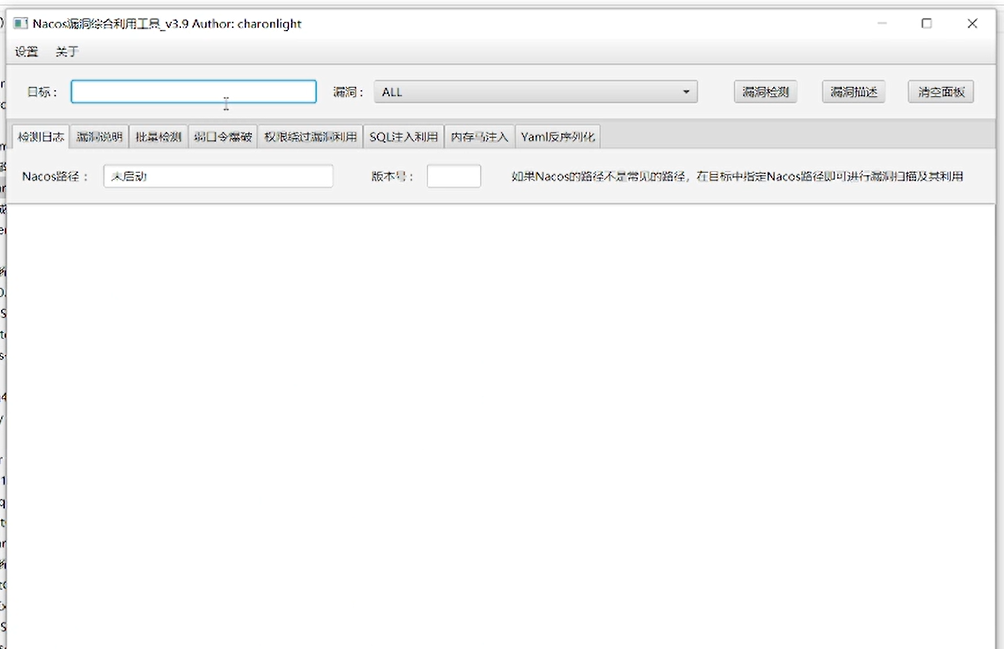 Nacos漏洞综合利用工具_v3.9 Author: charonlight
设置 关于
目标： 漏洞： ALL 漏洞检测 漏洞描述 清空面板
检测日志 漏洞说明 批量检测 弱口令爆破 权限绕过漏洞利用 SQL注入利用 内存马注入 Yaml反序列化
Nacos路径： 未启动 版本号： 如果Nacos的路径不是常见的路径，在目标中指定Nacos路径即可进行漏洞扫描及其利用